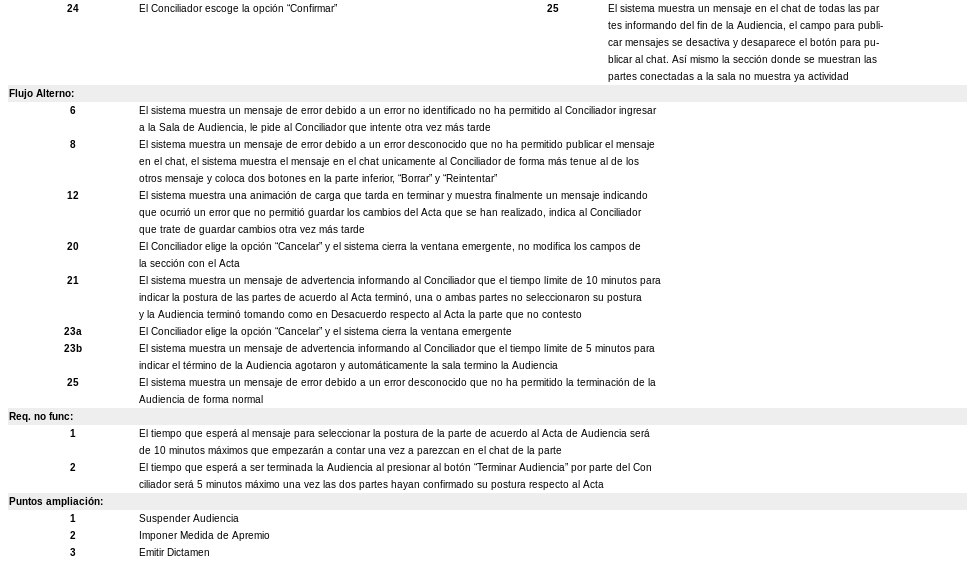 24 El Conciliador escoge la opción “Confirmar” 25 El sistema muestra un mensaje en el chat de todas las par
tes informando del fin de la Audiencia, el campo para publi-
car mensajes se desactiva y desaparece el botón para pu-
blicar al chat. Así mismo la sección donde se muestran las
partes conectadas a la sala no muestra ya actividad
Flujo Alterno:
6 El sistema muestra un mensaje de error debido a un error no identificado no ha permitido al Conciliador ingresar
a la Sala de Audiencia, le pide al Conciliador que intente otra vez más tarde
8 El sistema muestra un mensaje de error debido a un error desconocido que no ha permitido publicar el mensaje
en el chat, el sistema muestra el mensaje en el chat unicamente al Conciliador de forma más tenue al de los
otros mensaje y coloca dos botones en la parte inferior, “Borrar” y “Reintentar”
12 El sistema muestra una animación de carga que tarda en terminar y muestra finalmente un mensaje indicando
que ocurrió un error que no permitió guardar los cambios del Acta que se han realizado, indica al Conciliador
que trate de guardar cambios otra vez más tarde
20 El Conciliador elige la opción “Cancelar” y el sistema cierra la ventana emergente, no modifica los campos de
la sección con el Acta
21 El sistema muestra un mensaje de advertencia informando al Conciliador que el tiempo límite de 10 minutos para
indicar la postura de las partes de acuerdo al Acta terminó, una o ambas partes no seleccionaron su postura
y la Audiencia terminó tomando como en Desacuerdo respecto al Acta la parte que no contesto
23a El Conciliador elige la opción “Cancelar” y el sistema cierra la ventana emergente
23b El sistema muestra un mensaje de advertencia informando al Conciliador que el tiempo límite de 5 minutos para
indicar el término de la Audiencia agotaron y automáticamente la sala termino la Audiencia
25 El sistema muestra un mensaje de error debido a un error desconocido que no ha permitido la terminación de la
Audiencia de forma normal
Req. no func:
1 El tiempo que esperá al mensaje para seleccionar la postura de la parte de acuerdo al Acta de Audiencia será
de 10 minutos máximos que empezarán a contar una vez a parezcan en el chat de la parte
2 El tiempo que esperá a ser terminada la Audiencia al presionar al botón “Terminar Audiencia” por parte del Con
ciliador será 5 minutos máximo una vez las dos partes hayan confirmado su postura respecto al Acta
Puntos ampliación:
1 Suspender Audiencia
2 Imponer Medida de Apremio
3 Emitir Dictamen